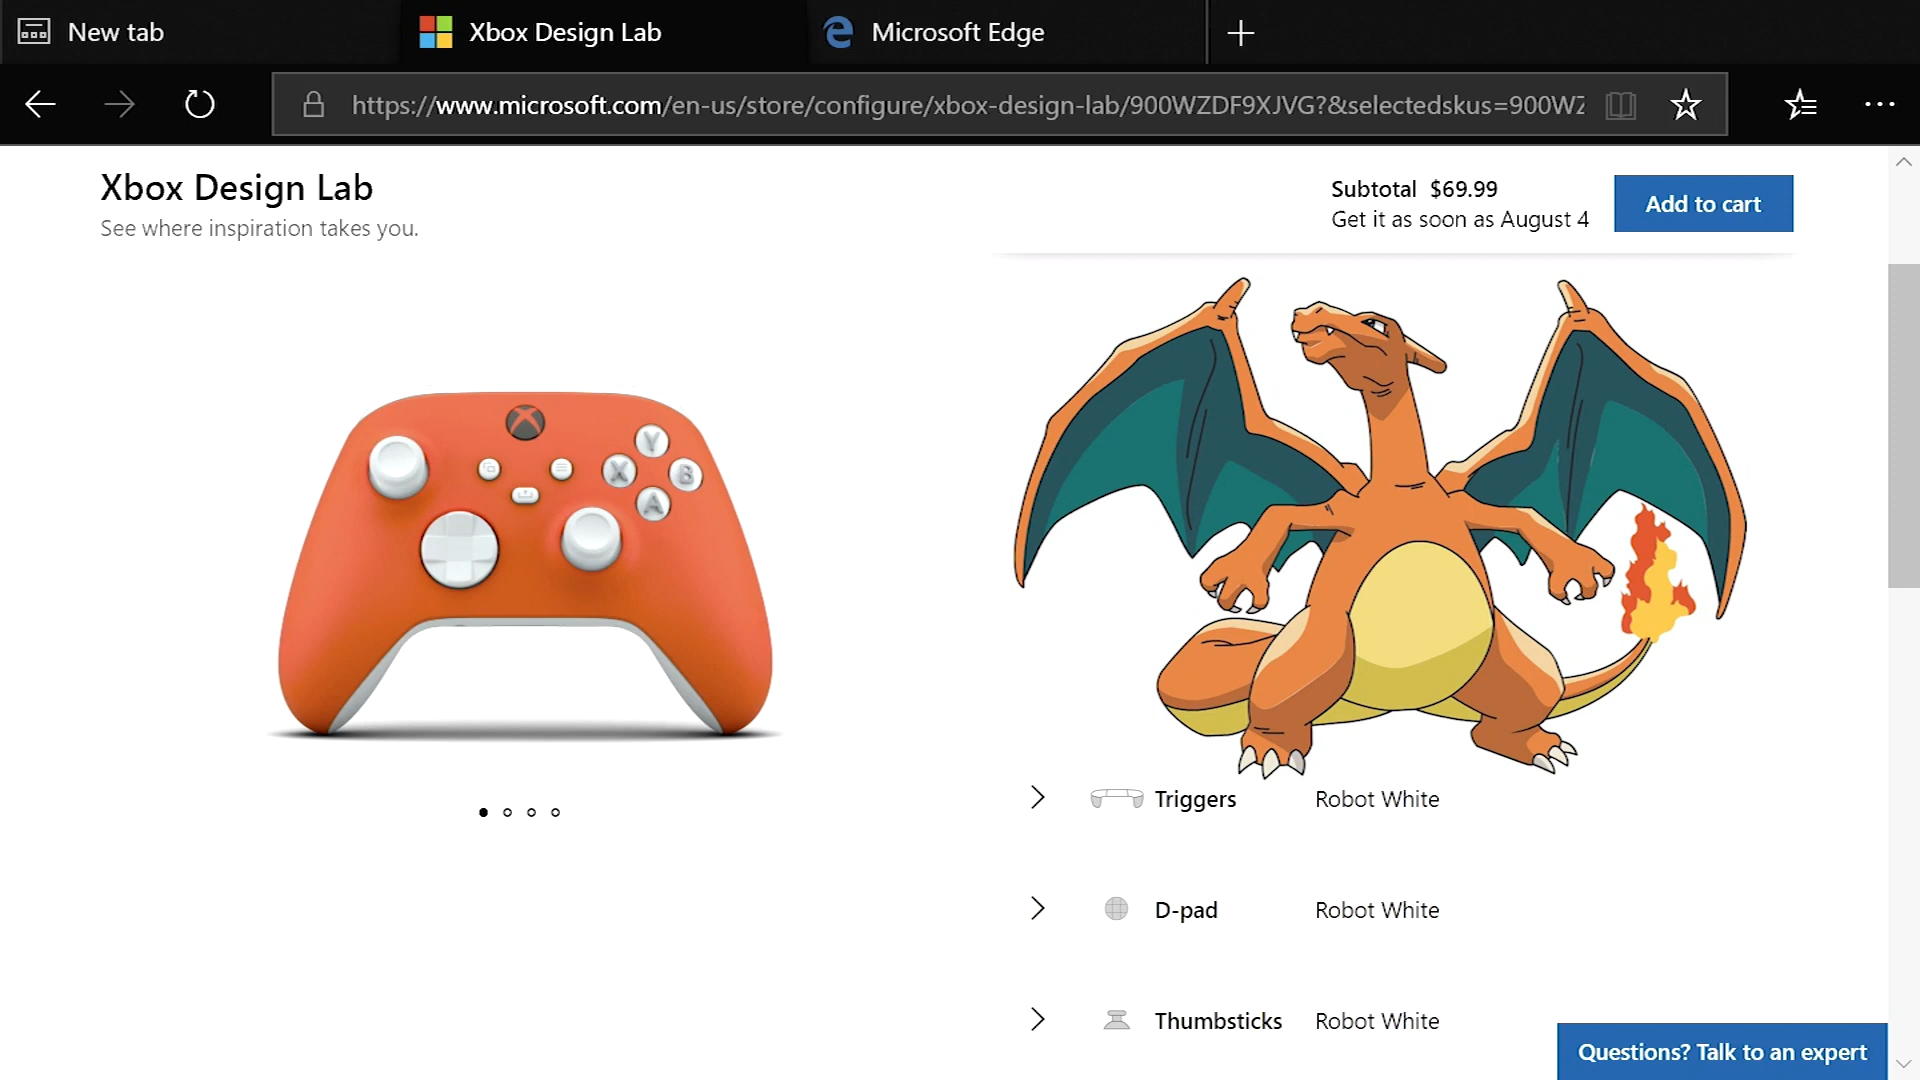 New tab
Xbox Design Lab
Microsoft Edge
https://www.microsoft.com/en-us/store/configure/xbox-design-lab/900WZDF9XJVG?&selectedskus=900WZ
Xbox Design Lab
See where inspiration takes you.
Subtotal $69.99
Get it as soon as August 4
Add to cart
Y
X B
A
Triggers Robot White
D-pad Robot White
Thumbsticks Robot White
Questions? Talk to an expert